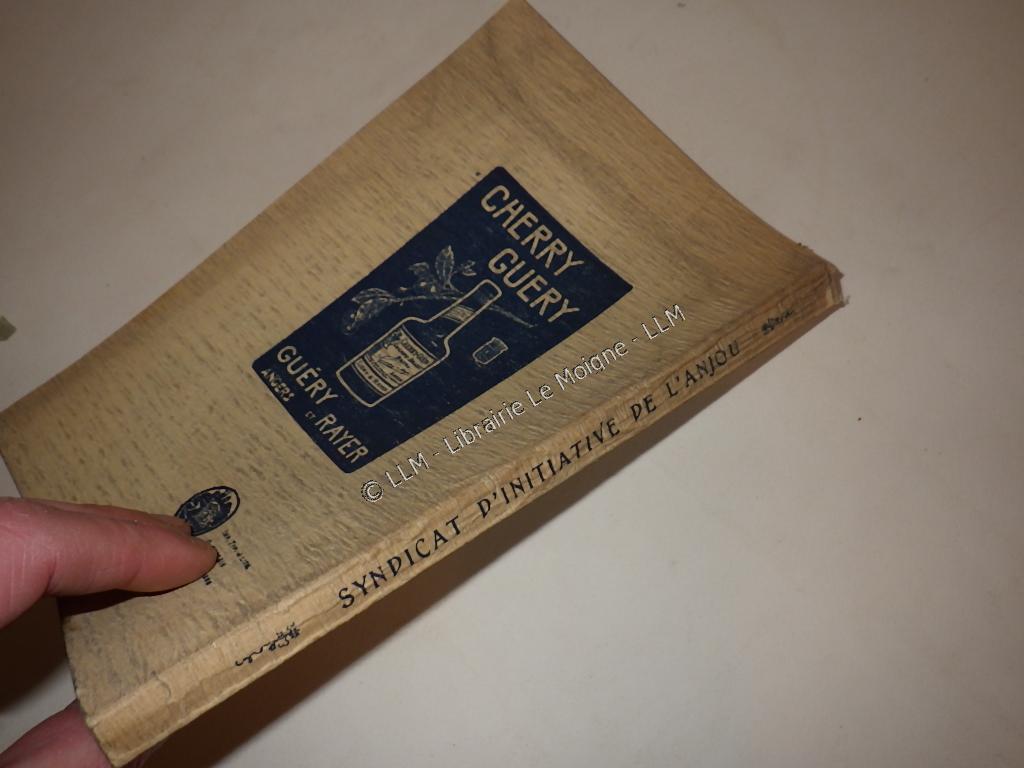 CHERRY
GUERY
GUÉRY ET RAYER
ANGERS
© LLM - Librairie Le Moigne - LLM
SYNDICAT D'INITIATIVE DE L'ANJOU